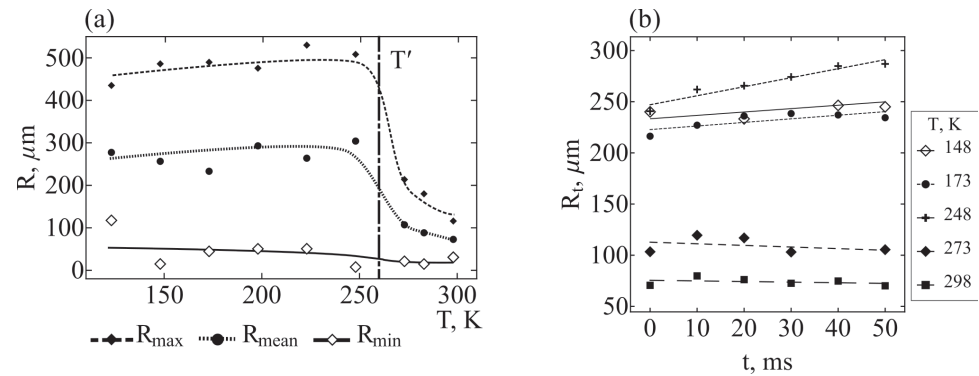 (a)
R, μm
500
400
300
200
100
0
150
200
250
300
T, K
T′
R_max
R_mean
R_min
(b)
R_t, μm
300
250
200
150
100
50
0
10
20
30
40
50
t, ms
T, K
148
173
248
273
298